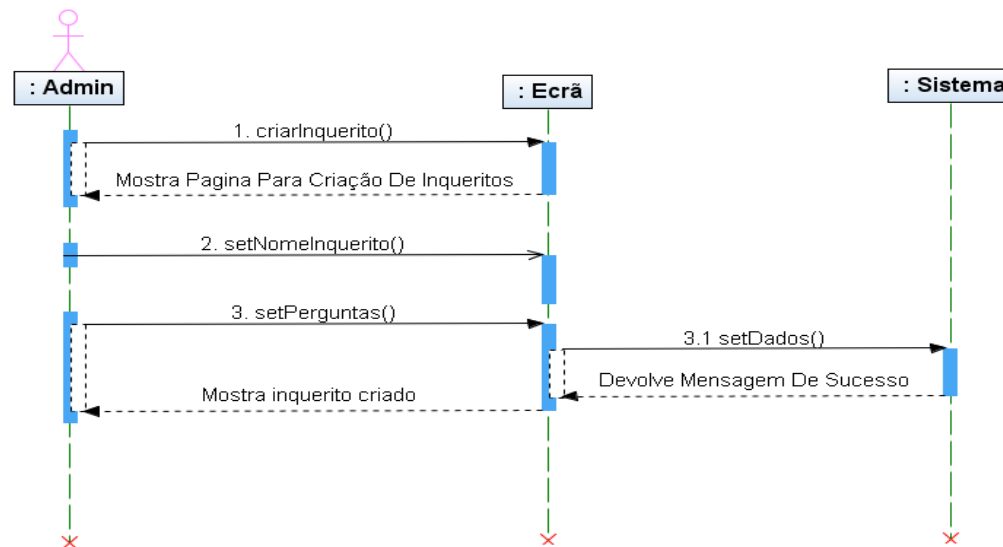 : Admin
: Ecrã
: Sistema
1. criarInquerito()
Mostra Pagina Para Criação De Inqueritos
2. setNomeInquerito()
3. setPerguntas()
3.1 setDados()
Devolve Mensagem De Sucesso
Mostra inquerito criado